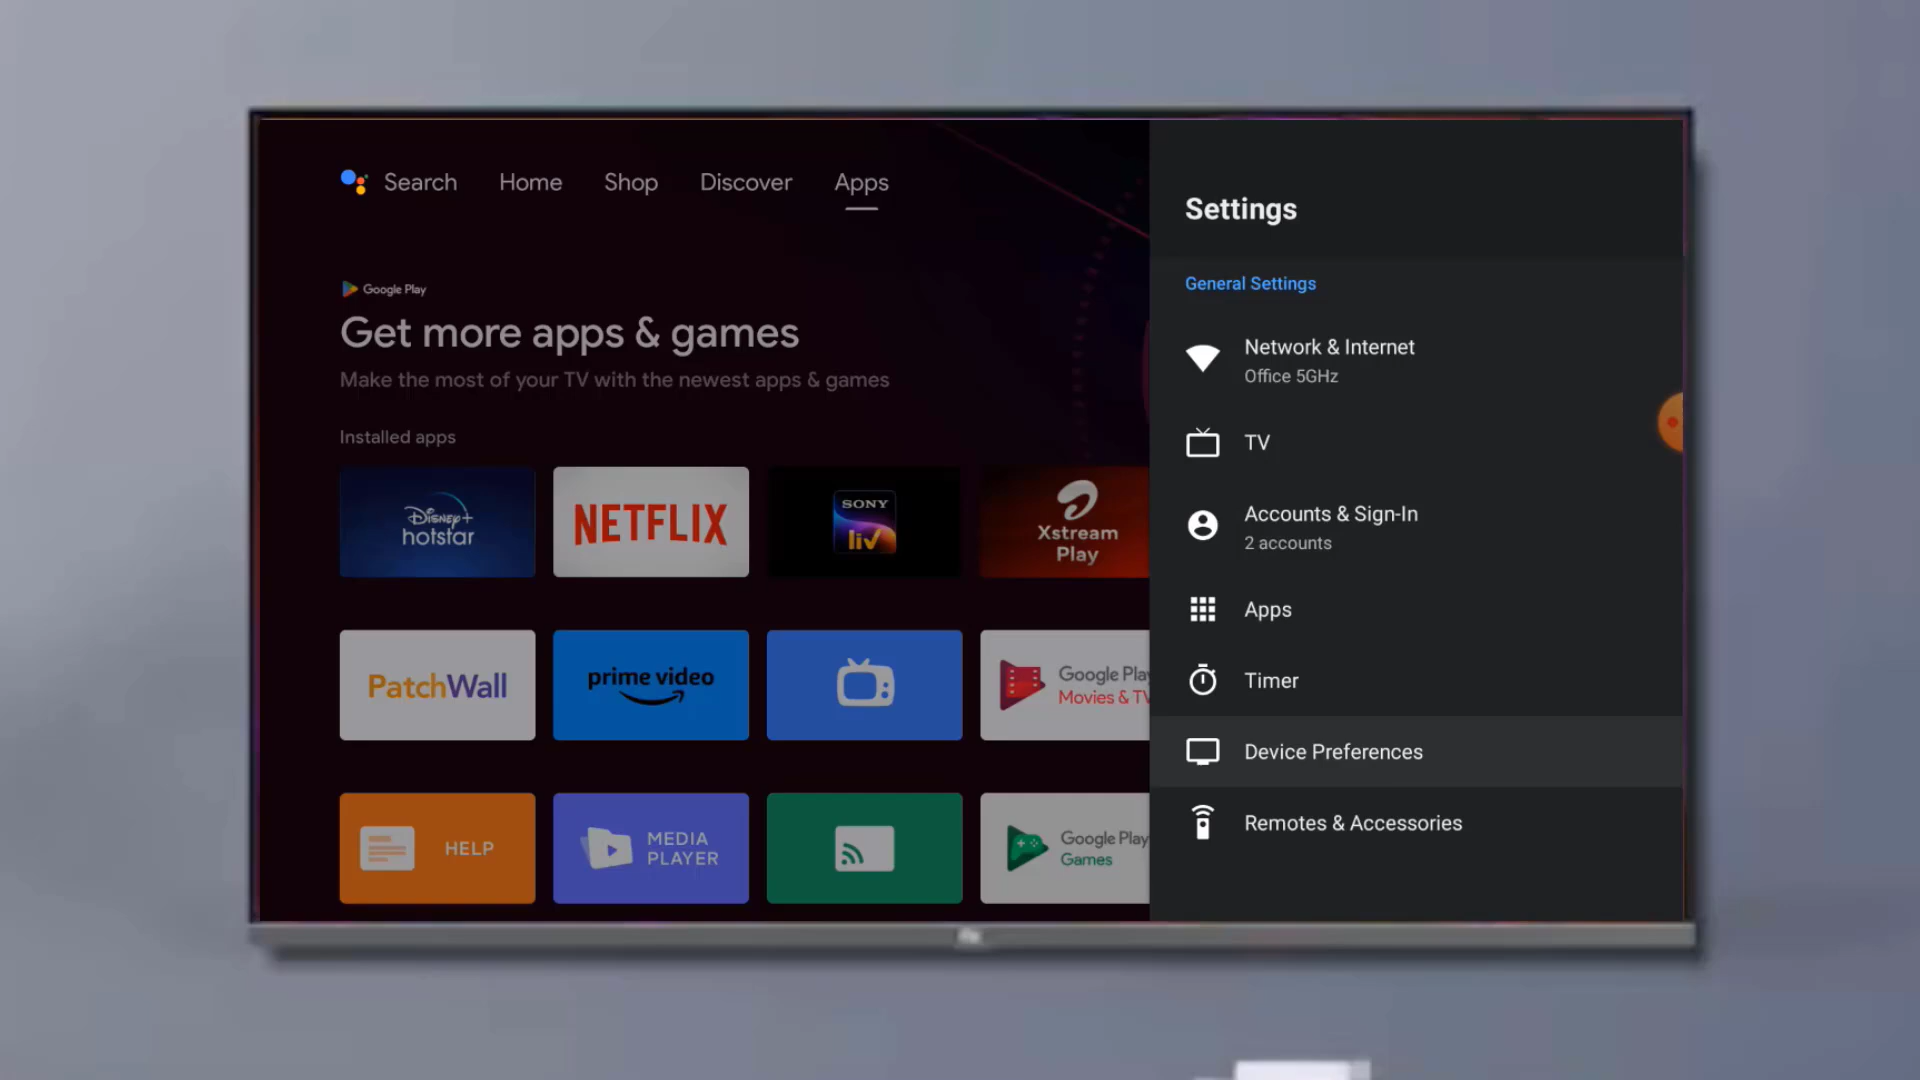 Search Home Shop Discover Apps
Google Play
Get more apps & games
Make the most of your TV with the newest apps & games
Installed apps
Disney+
hotstar
NETFLIX
SONY
liv
Xstream
Play
PatchWall
prime video
Google Play
Movies & TV
HELP
MEDIA
PLAYER
Google Play
Games
Settings
General Settings
Network & Internet
Office 5GHz
TV
Accounts & Sign-In
2 accounts
Apps
Timer
Device Preferences
Remotes & Accessories